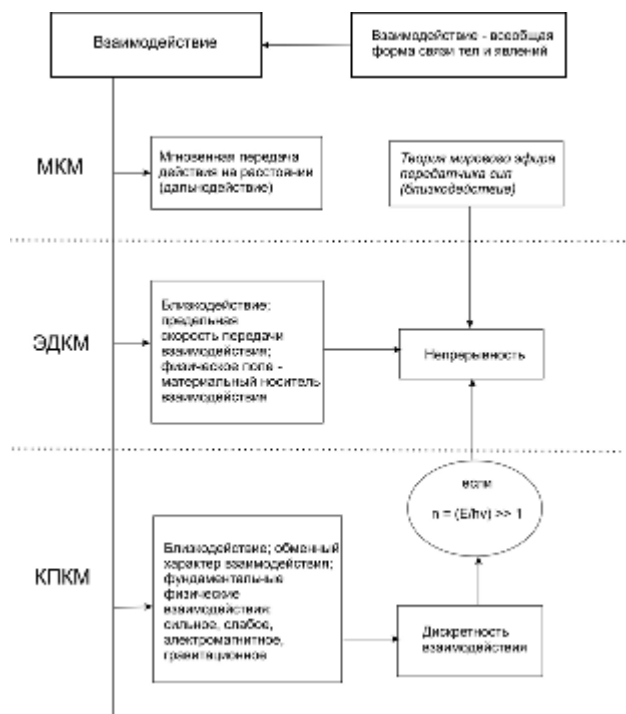 Взаимодействие
Взаимодействие - всеобщая
форма связи тел и явлений
МКМ
Мгновенная передача
действия на расстоянии
(дальнодействие)
Теория мирового эфира
передатчика сил
(близкодействие)
ЭДКМ
Близкодействие;
предельная
скорость передачи
взаимодействия;
физическое поле -
материальный носитель
взаимодействия
Непрерывность
если
n = (E/hv) >> 1
КПКМ
Близкодействие; обменный
характер взаимодействия;
фундаментальные
физические
взаимодействия:
сильное, слабое,
электромагнитное,
гравитационное
Дискретность
взаимодействия